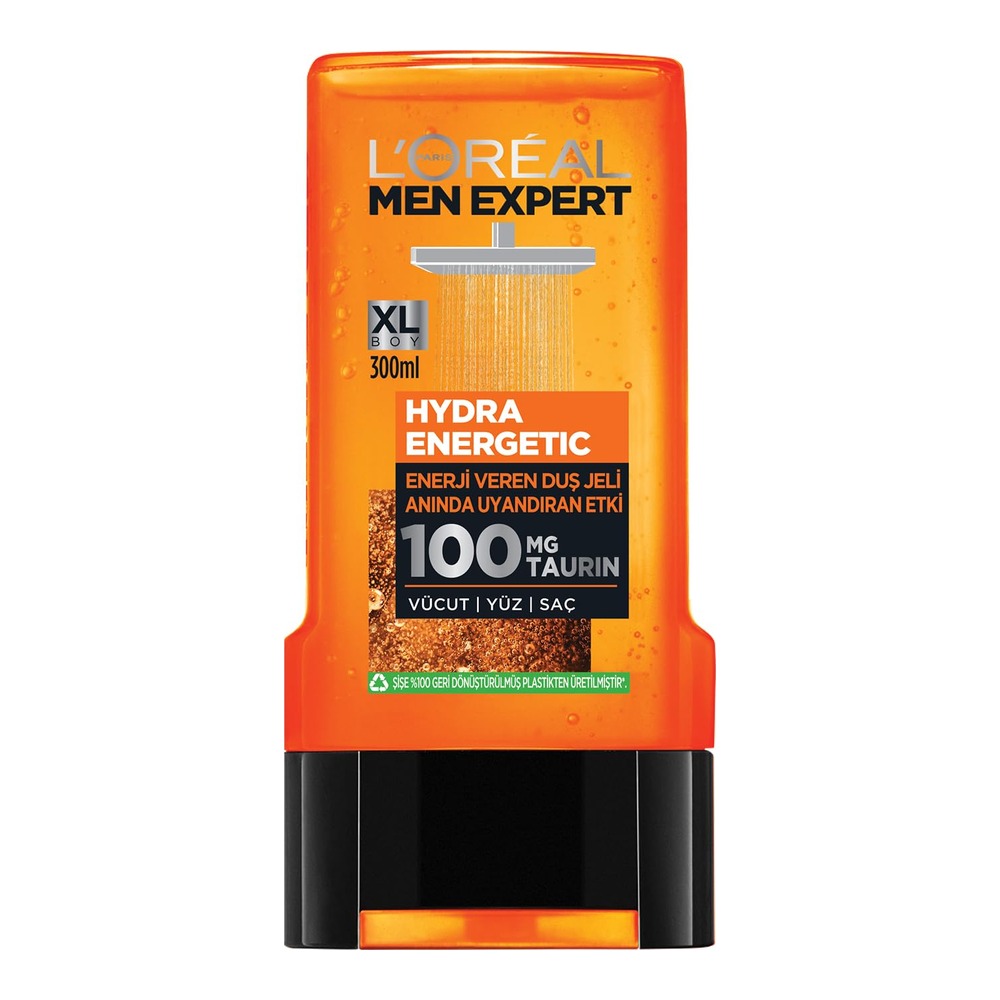 L'ORÉAL
PARIS
MEN EXPERT
XL
BOY
300ml
HYDRA
ENERGETIC
ENERJİ VEREN DUŞ JELİ
ANINDA UYANDIRAN ETKİ
100 MG
TAURIN
VÜCUT | YÜZ | SAÇ
ŞİŞE %100 GERİ DÖNÜŞTÜRÜLMÜŞ PLASTİKTEN ÜRETİLMİŞTİR*.